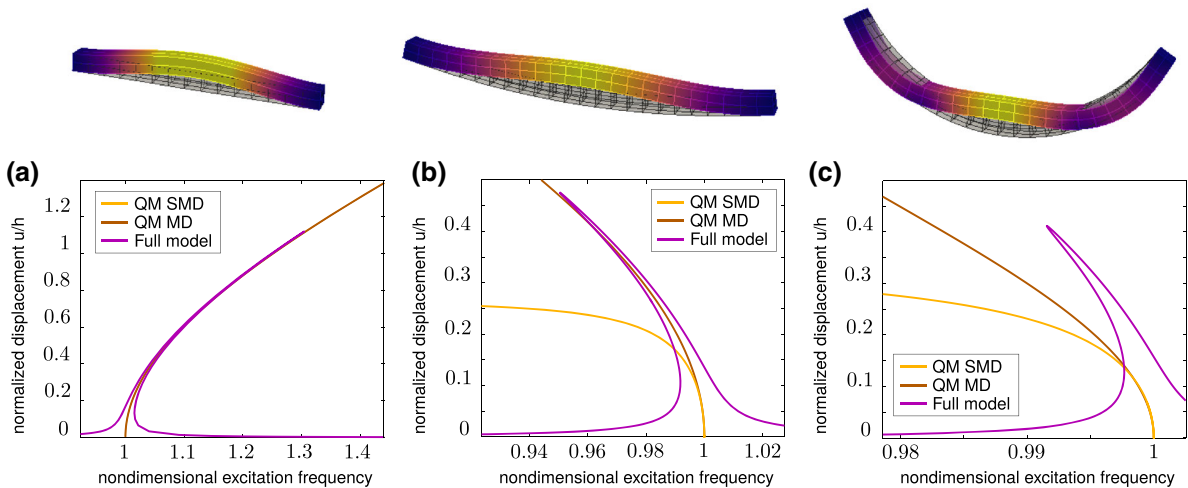 (a)
normalized displacement u/h
1.2
1
0.8
0.6
0.4
0.2
0
QM SMD
QM MD
Full model
1
1.1
1.2
1.3
1.4
nondimensional excitation frequency
(b)
normalized displacement u/h
0.4
0.3
0.2
0.1
0
QM SMD
QM MD
Full model
0.94
0.96
0.98
1
1.02
nondimensional excitation frequency
(c)
normalized displacement u/h
0.4
0.3
0.2
0.1
0
QM SMD
QM MD
Full model
0.98
0.99
1
nondimensional excitation frequency